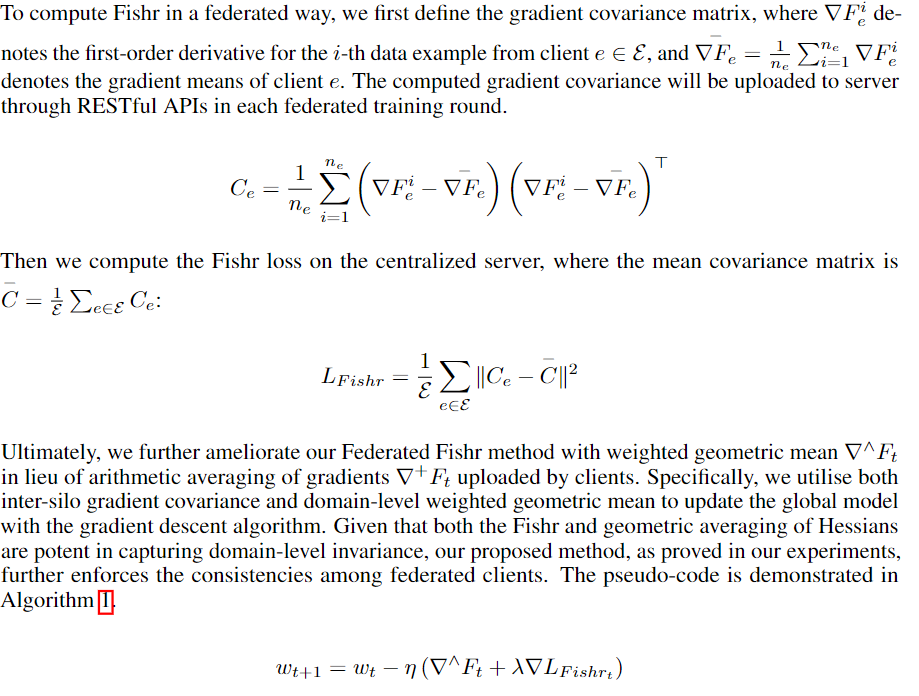 To compute Fishr in a federated way, we first define the gradient covariance matrix, where $\nabla F_e^i$ de-
notes the first-order derivative for the $i$-th data example from client $e \in \mathcal{E}$, and $\bar{\nabla F}_e = \frac{1}{n_e} \sum_{i=1}^{n_e} \nabla F_e^i$
denotes the gradient means of client $e$. The computed gradient covariance will be uploaded to server
through RESTful APIs in each federated training round.
$C_e = \frac{1}{n_e} \sum_{i=1}^{n_e} \left( \nabla F_e^i - \bar{\nabla F}_e \right) \left( \nabla F_e^i - \bar{\nabla F}_e \right)^\top$
Then we compute the Fishr loss on the centralized server, where the mean covariance matrix is
$\bar{C} = \frac{1}{\mathcal{E}} \sum_{e \in \mathcal{E}} C_e$:
$L_{Fishr} = \frac{1}{\mathcal{E}} \sum_{e \in \mathcal{E}} \| C_e - \bar{C} \|^2$
Ultimately, we further ameliorate our Federated Fishr method with weighted geometric mean $\nabla^\wedge F_t$
in lieu of arithmetic averaging of gradients $\nabla^+ F_t$ uploaded by clients. Specifically, we utilise both
inter-silo gradient covariance and domain-level weighted geometric mean to update the global model
with the gradient descent algorithm. Given that both the Fishr and geometric averaging of Hessians
are potent in capturing domain-level invariance, our proposed method, as proved in our experiments,
further enforces the consistencies among federated clients. The pseudo-code is demonstrated in
Algorithm 1.
$w_{t+1} = w_t - \eta \left( \nabla^\wedge F_t + \lambda \nabla L_{Fishr_t} \right)$